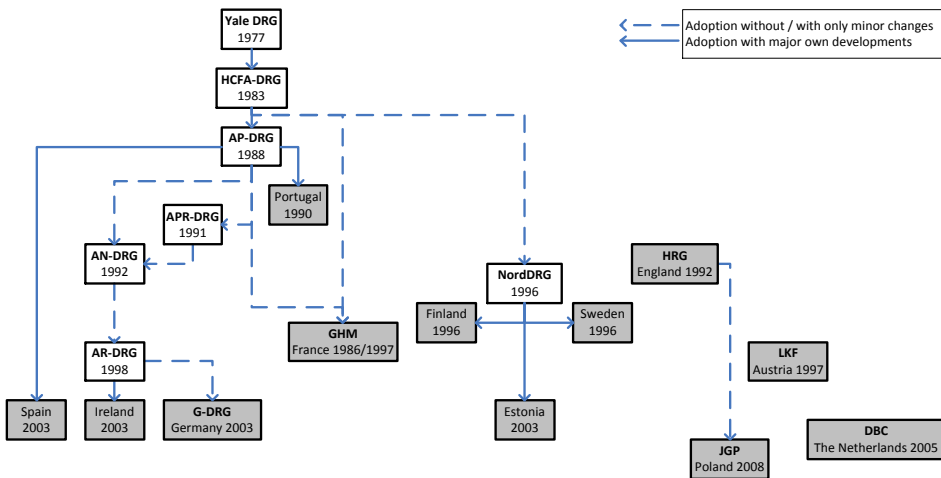 Yale DRG
1977
Adoption without / with only minor changes
Adoption with major own developments
HCFA-DRG
1983
AP-DRG
1988
Portugal
1990
APR-DRG
1991
AN-DRG
1992
HRG
England 1992
NordDRG
1996
Finland
1996
Sweden
1996
GHM
France 1986/1997
AR-DRG
1998
LKF
Austria 1997
Spain
2003
Ireland
2003
G-DRG
Germany 2003
Estonia
2003
DBC
The Netherlands 2005
JGP
Poland 2008